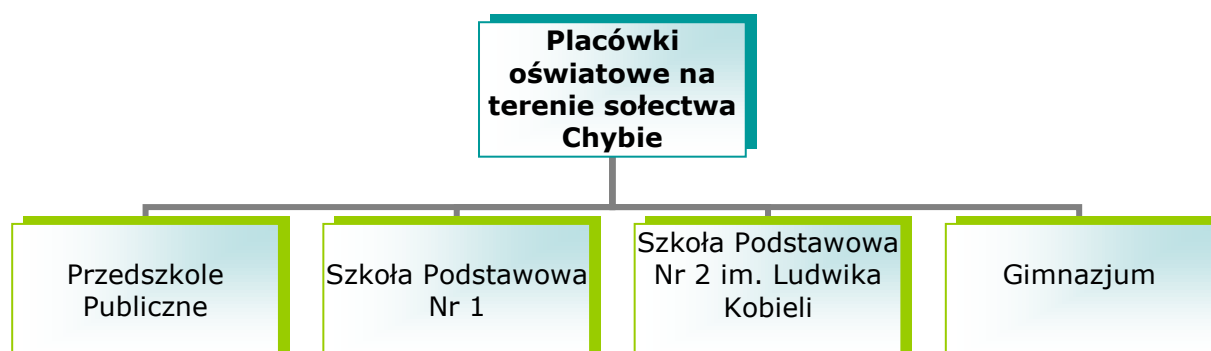 Placówki
oświatowe na
terenie sołectwa
Chybie
Przedszkole
Publiczne
Szkoła Podstawowa
Nr 1
Szkoła Podstawowa
Nr 2 im. Ludwika
Kobieli
Gimnazjum